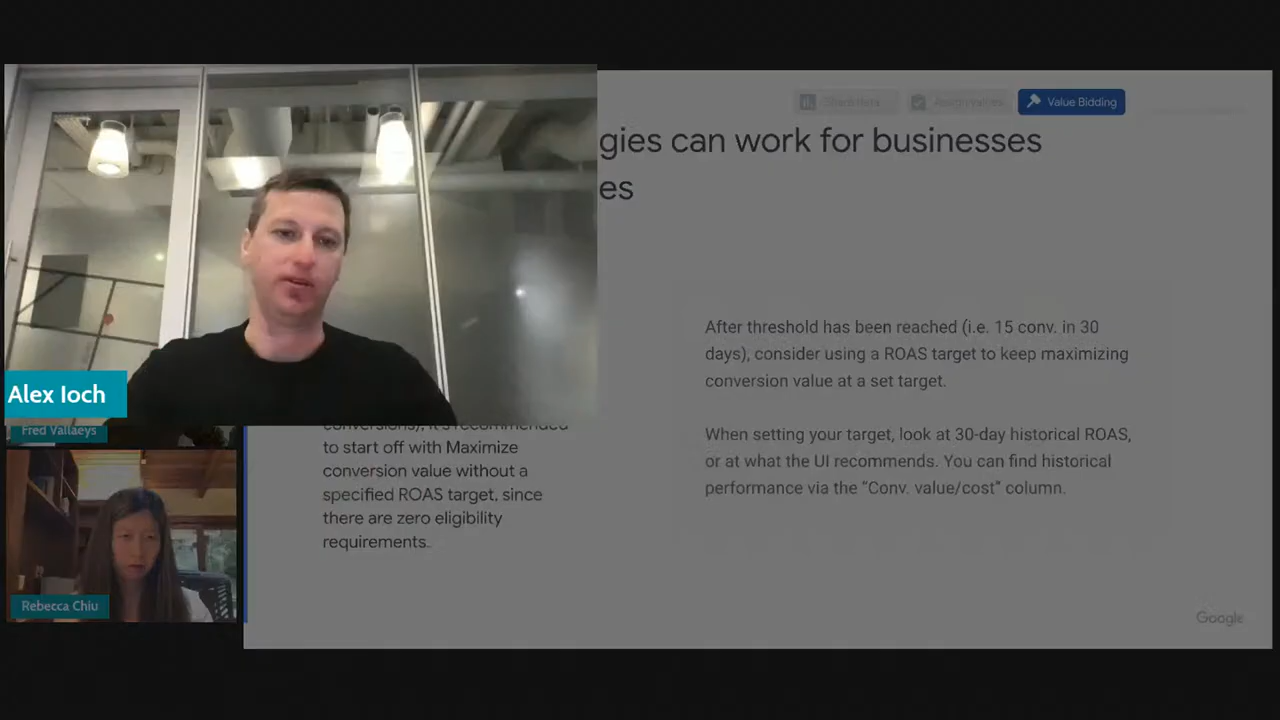 Value Bidding
gies can work for businesses
es
Alex Ioch
Fred Vallaeys
Rebecca Chiu
conversions), it's recommended
to start off with Maximize
conversion value without a
specified ROAS target, since
there are zero eligibility
requirements.
After threshold has been reached (i.e. 15 conv. in 30
days), consider using a ROAS target to keep maximizing
conversion value at a set target.
When setting your target, look at 30-day historical ROAS,
or at what the UI recommends. You can find historical
performance via the “Conv. value/cost” column.
Google